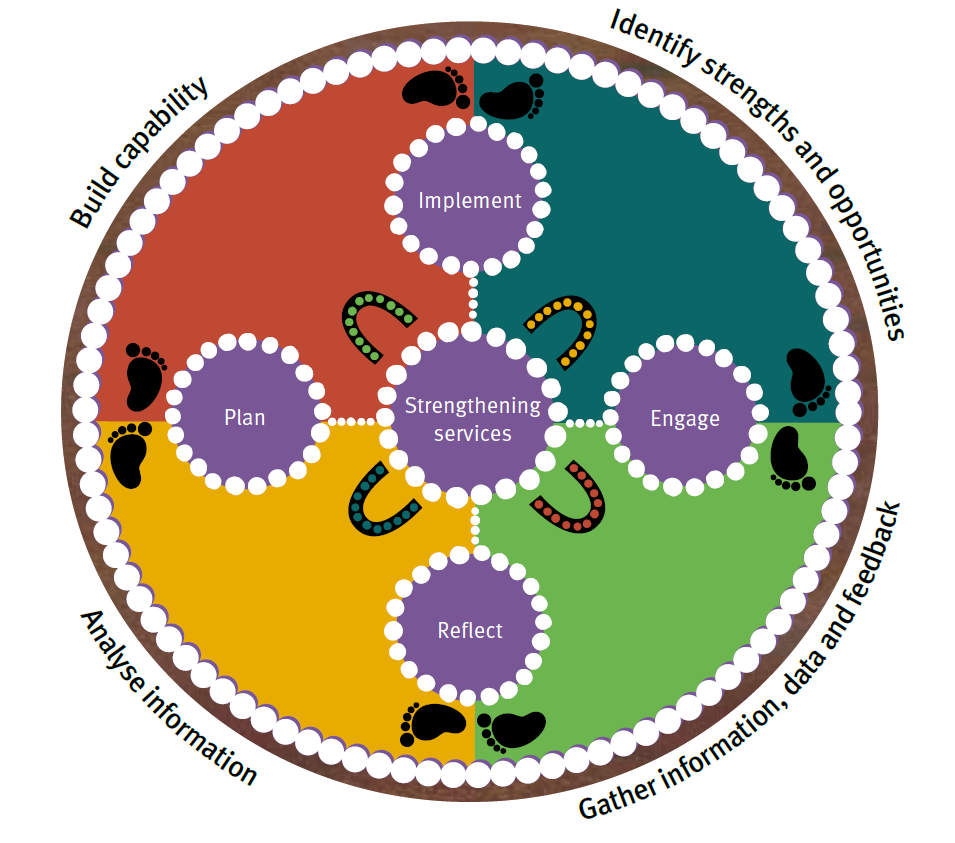 Identify strengths and opportunities
Build capability
Implement
Plan
Strengthening
services
Engage
Reflect
Analyse information
Gather information, data and feedback